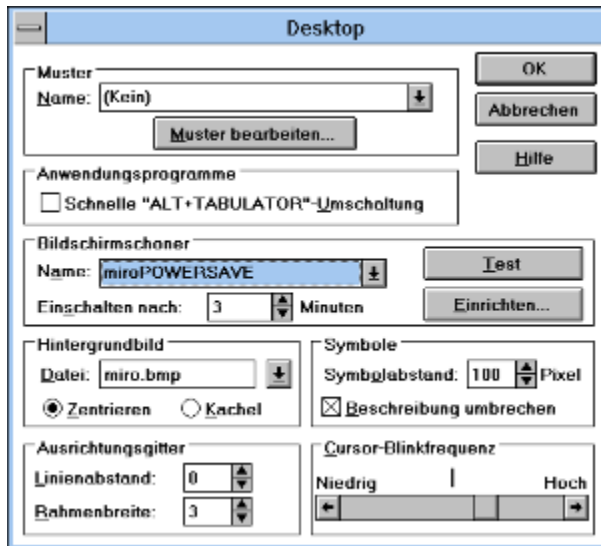 Desktop
Muster
Name: (Kein)
Muster bearbeiten...
OK
Abbrechen
Hilfe
Anwendungsprogramme
Schnelle "ALT+TABULATOR"-Umschaltung
Bildschirmschoner
Name: miroPOWERSAVE
Test
Einschalten nach: 3 Minuten
Einrichten...
Hintergrundbild
Datei: miro.bmp
Zentrieren Kachel
Symbole
Symbolabstand: 100 Pixel
Beschreibung umbrechen
Ausrichtungsgitter
Linienabstand: 0
Rahmenbreite: 3
Cursor-Blinkfrequenz
Niedrig Hoch